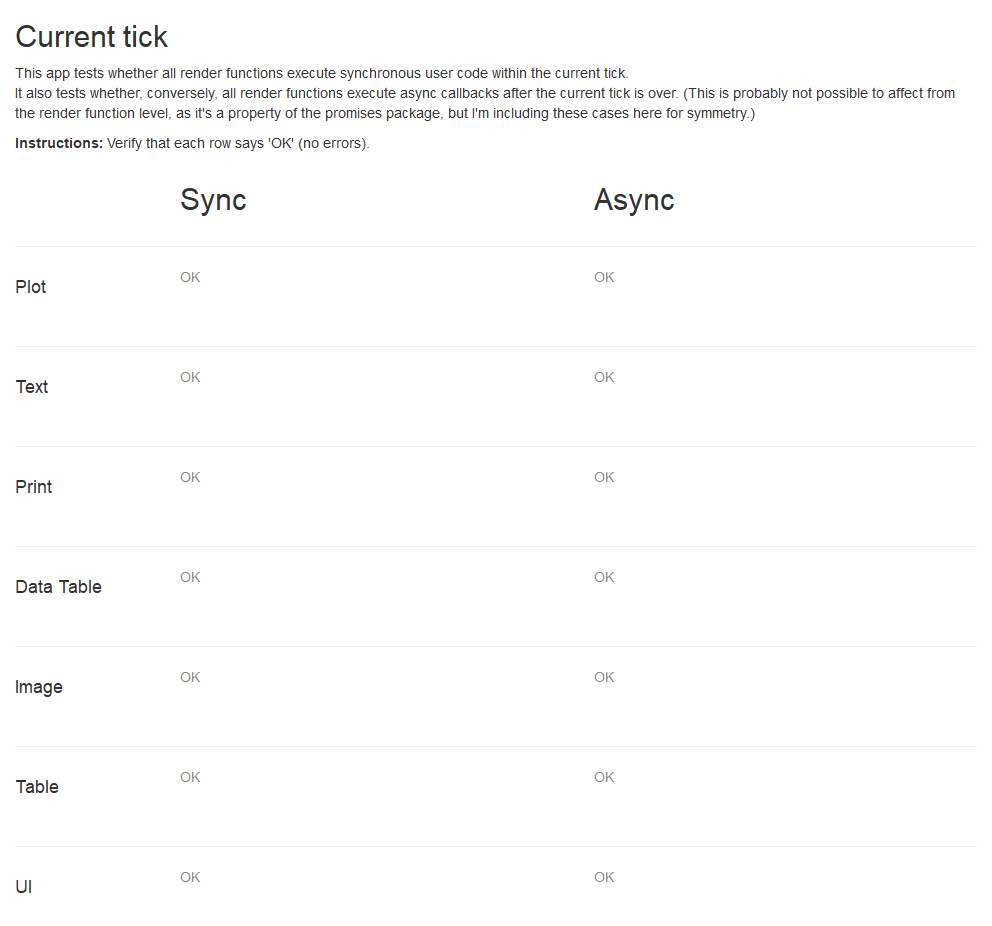 Current tick
This app tests whether all render functions execute synchronous user code within the current tick.
It also tests whether, conversely, all render functions execute async callbacks after the current tick is over. (This is probably not possible to affect from
the render function level, as it's a property of the promises package, but I'm including these cases here for symmetry.)
Instructions: Verify that each row says 'OK' (no errors).
Sync Async
Plot OK OK
Text OK OK
Print OK OK
Data Table OK OK
Image OK OK
Table OK OK
UI OK OK